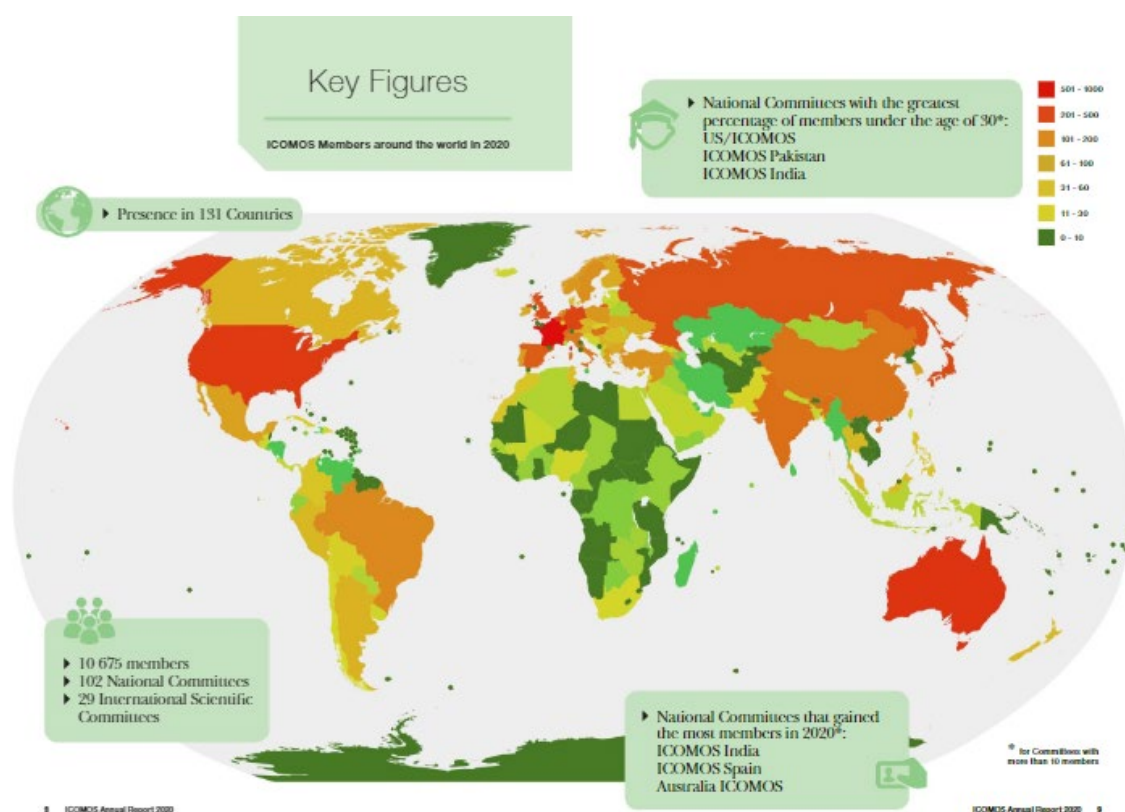 Key Figures
ICOMOS Members around the world in 2020
▸ National Committees with the greatest
percentage of members under the age of 30*:
US/ICOMOS
ICOMOS Pakistan
ICOMOS India
501 - 1000
201 - 500
101 - 200
61 - 100
31 - 60
11 - 30
0 - 10
▸ Presence in 131 Countries
▸ 10 675 members
▸ 102 National Committees
▸ 29 International Scientific
Committees
▸ National Committees that gained
the most members in 2020*:
ICOMOS India
ICOMOS Spain
Australia ICOMOS
* for Committees with
more than 10 members
8 ICOMOS Annual Report 2020
ICOMOS Annual Report 2020 9